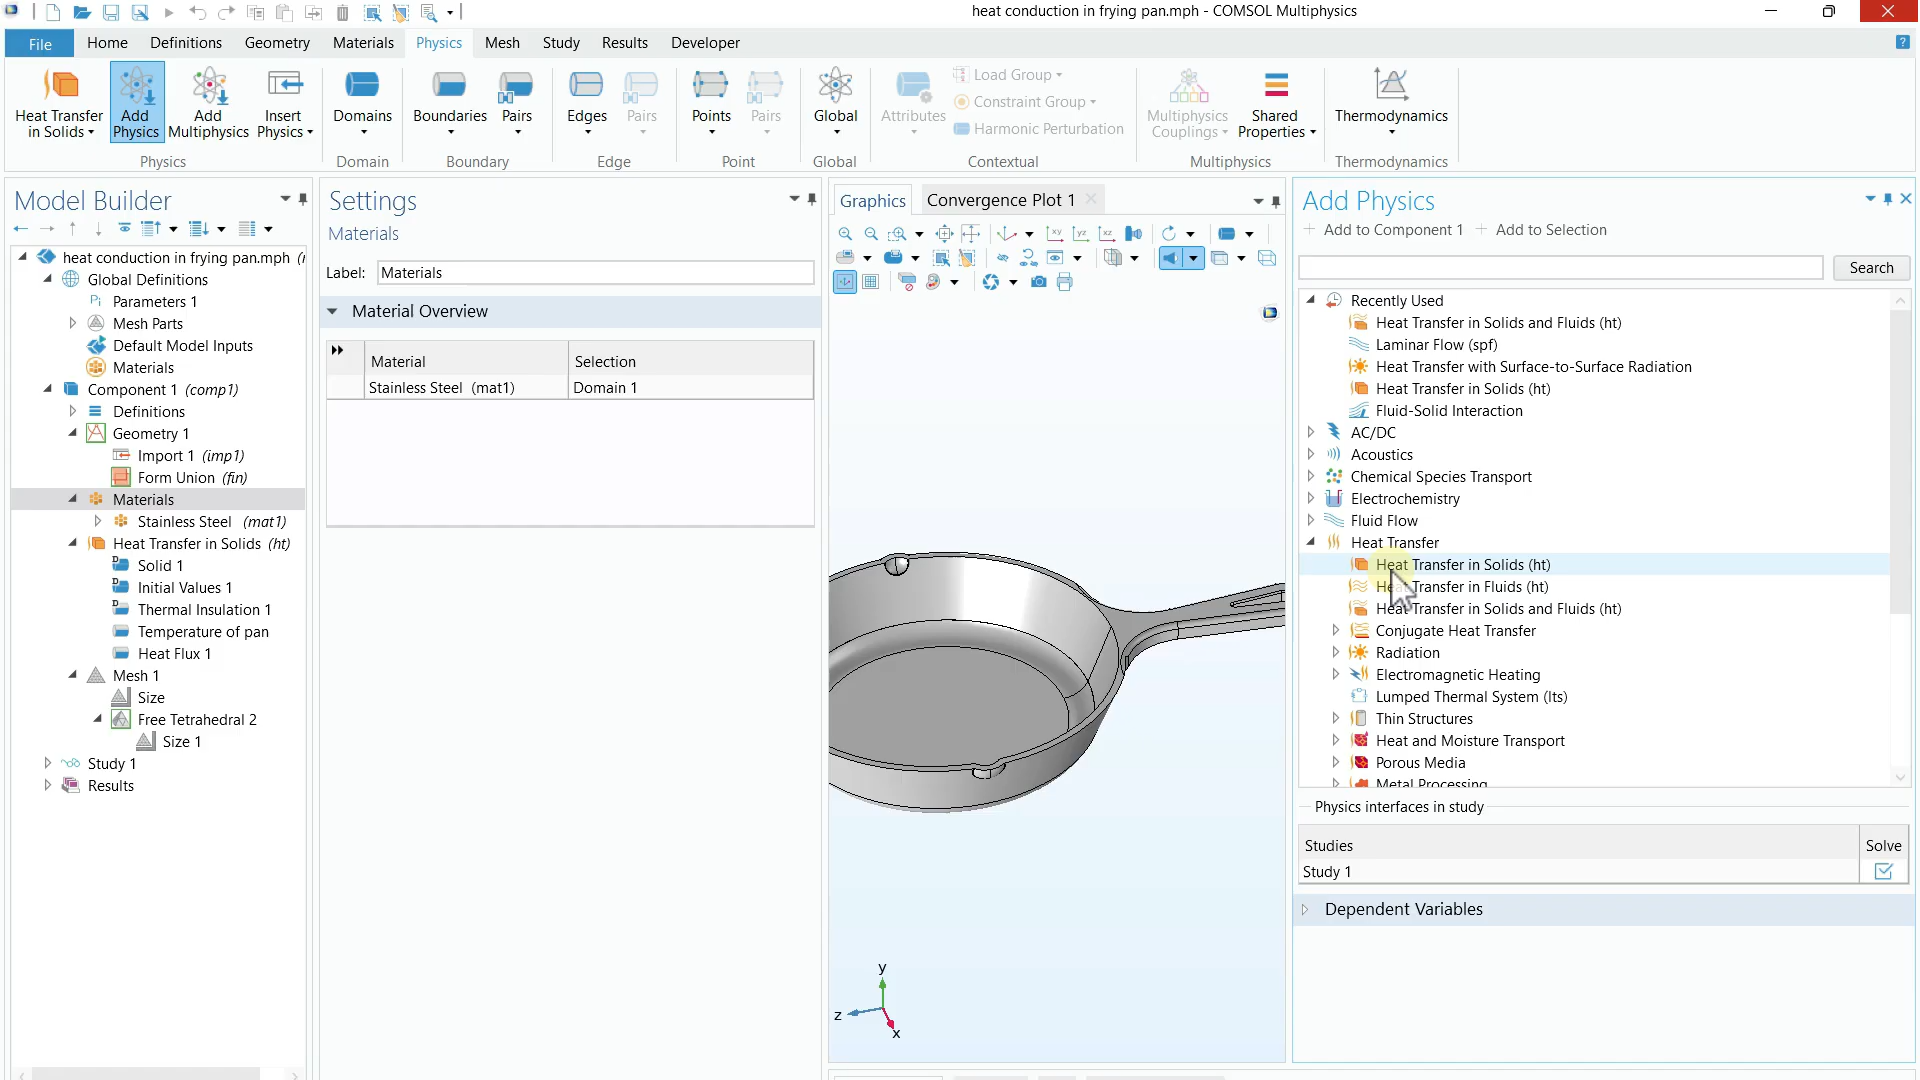 heat conduction in frying pan.mph - COMSOL Multiphysics
File Home Definitions Geometry Materials Physics Mesh Study Results Developer
?
Heat Transfer in Solids
Add Physics
Add Multiphysics
Insert Physics
Physics
Domains
Domain
Boundaries
Pairs
Boundary
Edges
Pairs
Edge
Points
Pairs
Point
Global
Global
Attributes
Load Group
Constraint Group
Harmonic Perturbation
Contextual
Multiphysics Couplings
Shared Properties
Multiphysics
Thermodynamics
Thermodynamics
Model Builder
heat conduction in frying pan.mph
Global Definitions
Pi Parameters 1
Mesh Parts
Default Model Inputs
Materials
Component 1 (comp1)
Definitions
Geometry 1
Import 1 (imp1)
Form Union (fin)
Materials
Stainless Steel (mat1)
Heat Transfer in Solids (ht)
Solid 1
Initial Values 1
Thermal Insulation 1
Temperature of pan
Heat Flux 1
Mesh 1
Size
Free Tetrahedral 2
Size 1
Study 1
Results
Settings
Materials
Label: Materials
Material Overview
Material Selection
Stainless Steel (mat1) Domain 1
Graphics Convergence Plot 1
xy yz xz
y
z
x
Add Physics
+ Add to Component 1 + Add to Selection
Search
Recently Used
Heat Transfer in Solids and Fluids (ht)
Laminar Flow (spf)
Heat Transfer with Surface-to-Surface Radiation
Heat Transfer in Solids (ht)
Fluid-Solid Interaction
AC/DC
Acoustics
Chemical Species Transport
Electrochemistry
Fluid Flow
Heat Transfer
Heat Transfer in Solids (ht)
Heat Transfer in Fluids (ht)
Heat Transfer in Solids and Fluids (ht)
Conjugate Heat Transfer
Radiation
Electromagnetic Heating
Lumped Thermal System (lts)
Thin Structures
Heat and Moisture Transport
Porous Media
Metal Processing
Physics interfaces in study
Studies Solve
Study 1
Dependent Variables